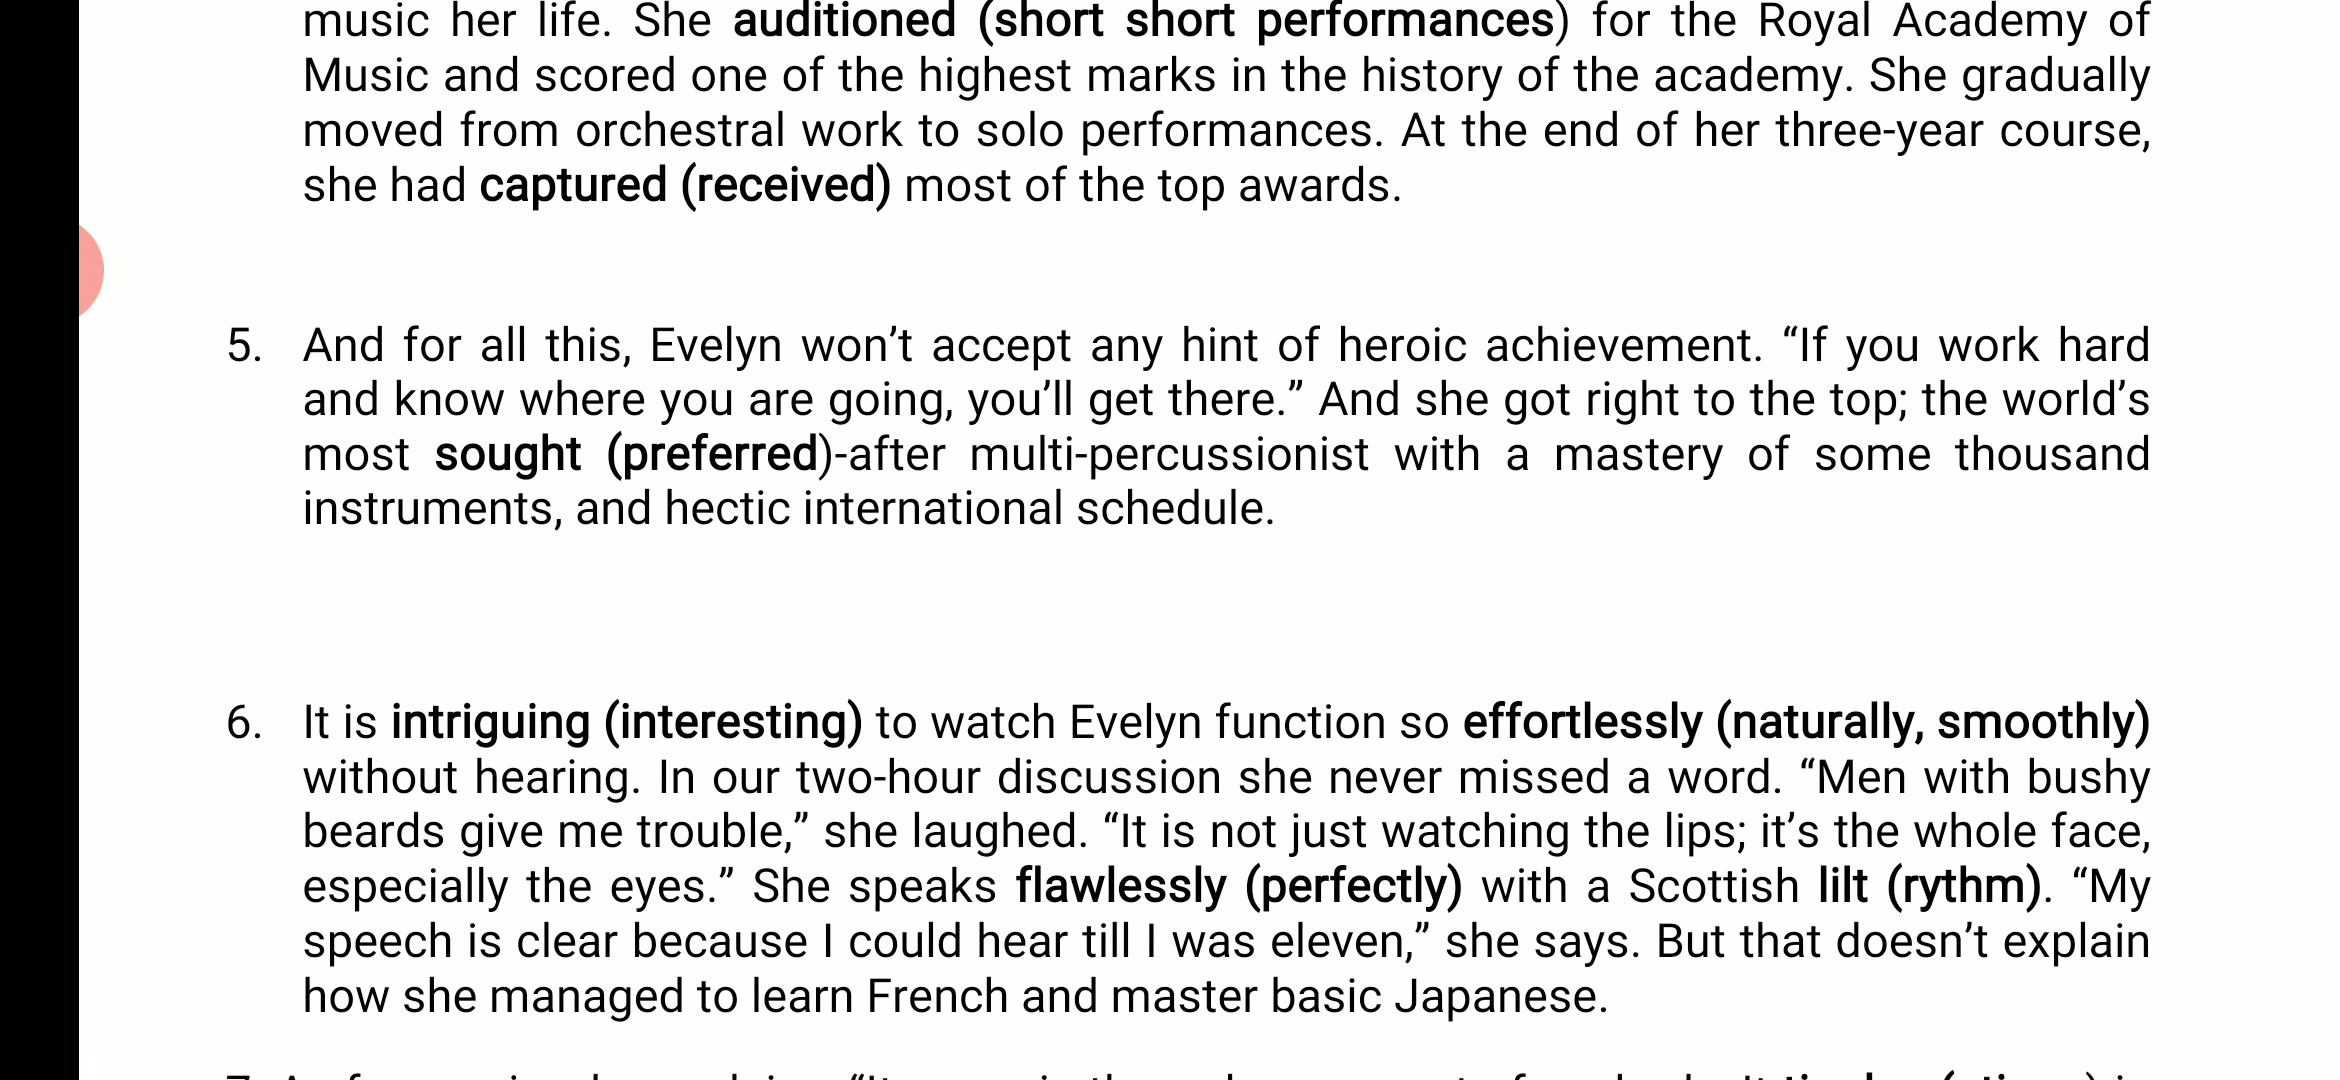 music her life. She auditioned (short short performances) for the Royal Academy of
Music and scored one of the highest marks in the history of the academy. She gradually
moved from orchestral work to solo performances. At the end of her three-year course,
she had captured (received) most of the top awards.
5. And for all this, Evelyn won’t accept any hint of heroic achievement. “If you work hard
and know where you are going, you’ll get there.” And she got right to the top; the world’s
most sought (preferred)-after multi-percussionist with a mastery of some thousand
instruments, and hectic international schedule.
6. It is intriguing (interesting) to watch Evelyn function so effortlessly (naturally, smoothly)
without hearing. In our two-hour discussion she never missed a word. “Men with bushy
beards give me trouble,” she laughed. “It is not just watching the lips; it’s the whole face,
especially the eyes.” She speaks flawlessly (perfectly) with a Scottish lilt (rythm). “My
speech is clear because I could hear till I was eleven,” she says. But that doesn’t explain
how she managed to learn French and master basic Japanese.